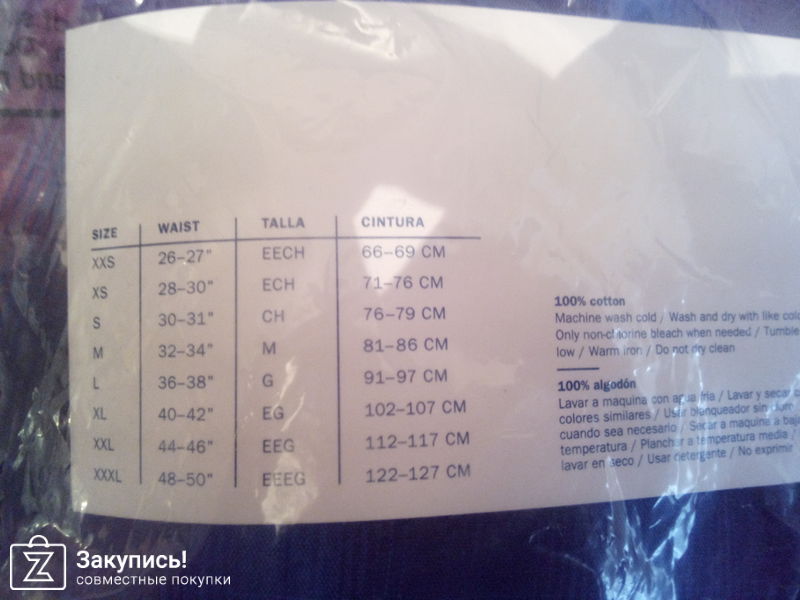 SIZE WAIST TALLA CINTURA
XXS 26–27" EECH 66–69 CM
XS 28–30" ECH 71–76 CM
S 30–31" CH 76–79 CM
M 32–34" M 81–86 CM
L 36–38" G 91–97 CM
XL 40–42" EG 102–107 CM
XXL 44–46" EEG 112–117 CM
XXXL 48–50" EEEG 122–127 CM
100% cotton
Machine wash cold / Wash and dry with like
Only non-chlorine bleach when needed / Tumble
low / Warm iron / Do not dry clean
100% algodón
Lavar a maquina con agua fria / Lavar y secar
colores similares / Usar blanqueador sin
cuando sea necesario / Secar a maquina a
temperatura / Planchar a temperatura media /
lavar en seco / Usar detergente / No exprimir
Закупись!
совместные покупки